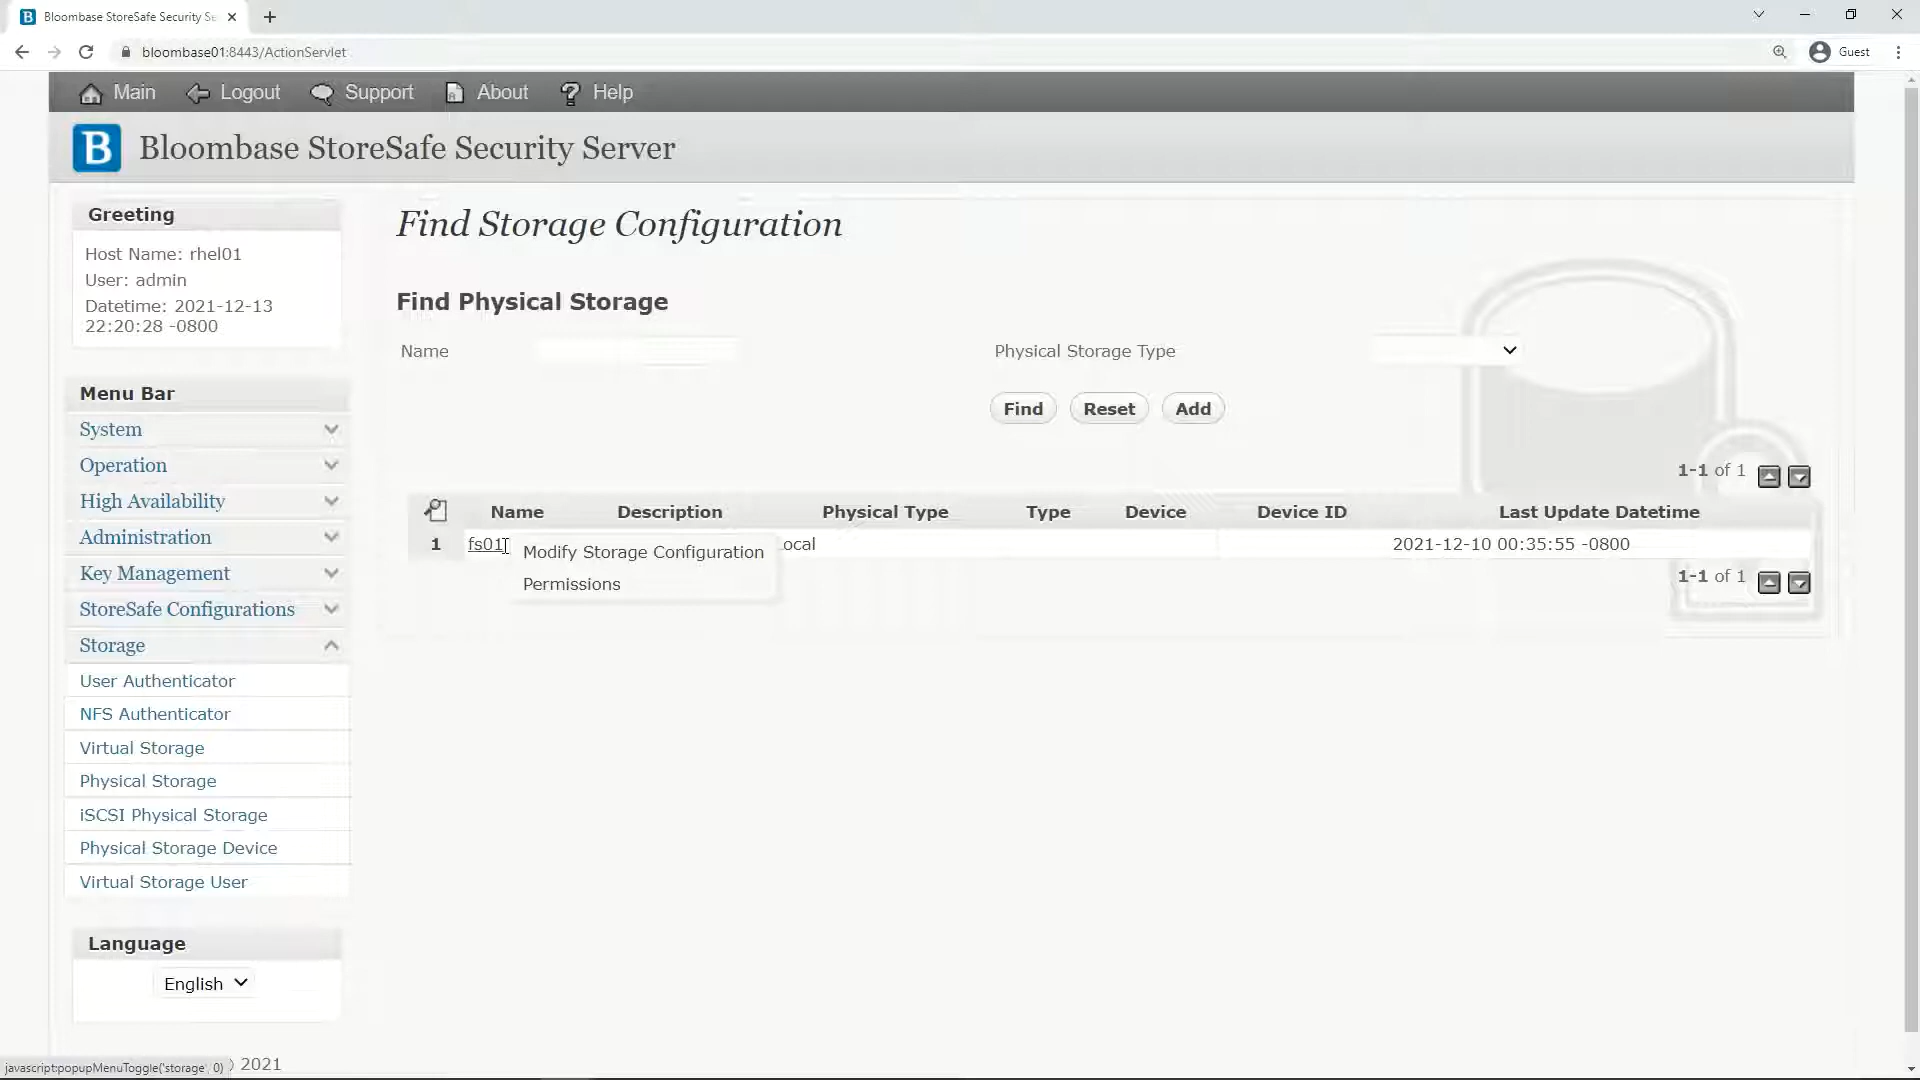 Bloombase StoreSafe Security Se
bloombase01:8443/ActionServlet
Guest
Main
Logout
Support
About
Help
B
Bloombase StoreSafe Security Server
Greeting
Host Name: rhel01
User: admin
Datetime: 2021-12-13
22:20:28 -0800
Menu Bar
System
Operation
High Availability
Administration
Key Management
StoreSafe Configurations
Storage
User Authenticator
NFS Authenticator
Virtual Storage
Physical Storage
iSCSI Physical Storage
Physical Storage Device
Virtual Storage User
Language
English
Find Storage Configuration
Find Physical Storage
Name
Physical Storage Type
Find
Reset
Add
1-1 of 1
Name Description Physical Type Type Device Device ID Last Update Datetime
1 fs01 ocal 2021-12-10 00:35:55 -0800
Modify Storage Configuration
Permissions
1-1 of 1
javascript:popupMenuToggle('storage', 0)
2021